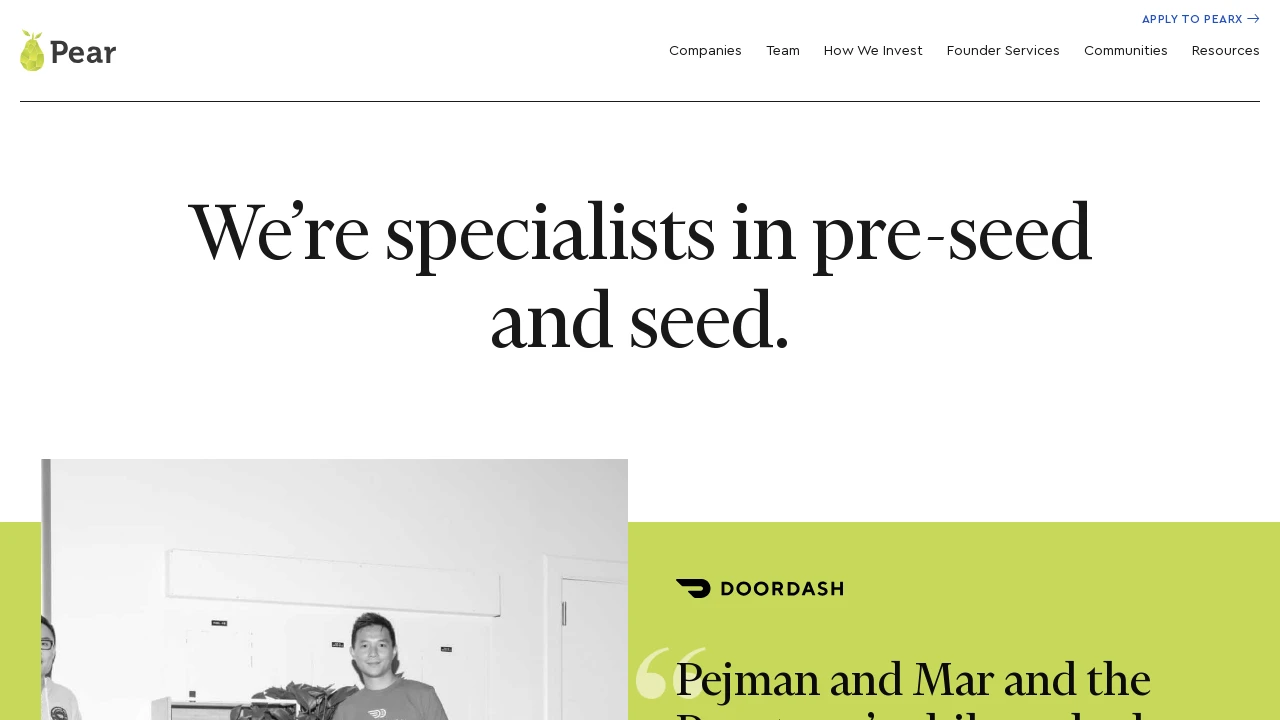 APPLY TO PEARX →
Pear
Companies Team How We Invest Founder Services Communities Resources
We’re specialists in pre-seed
and seed.
DOORDASH
“Pejman and Mar and the